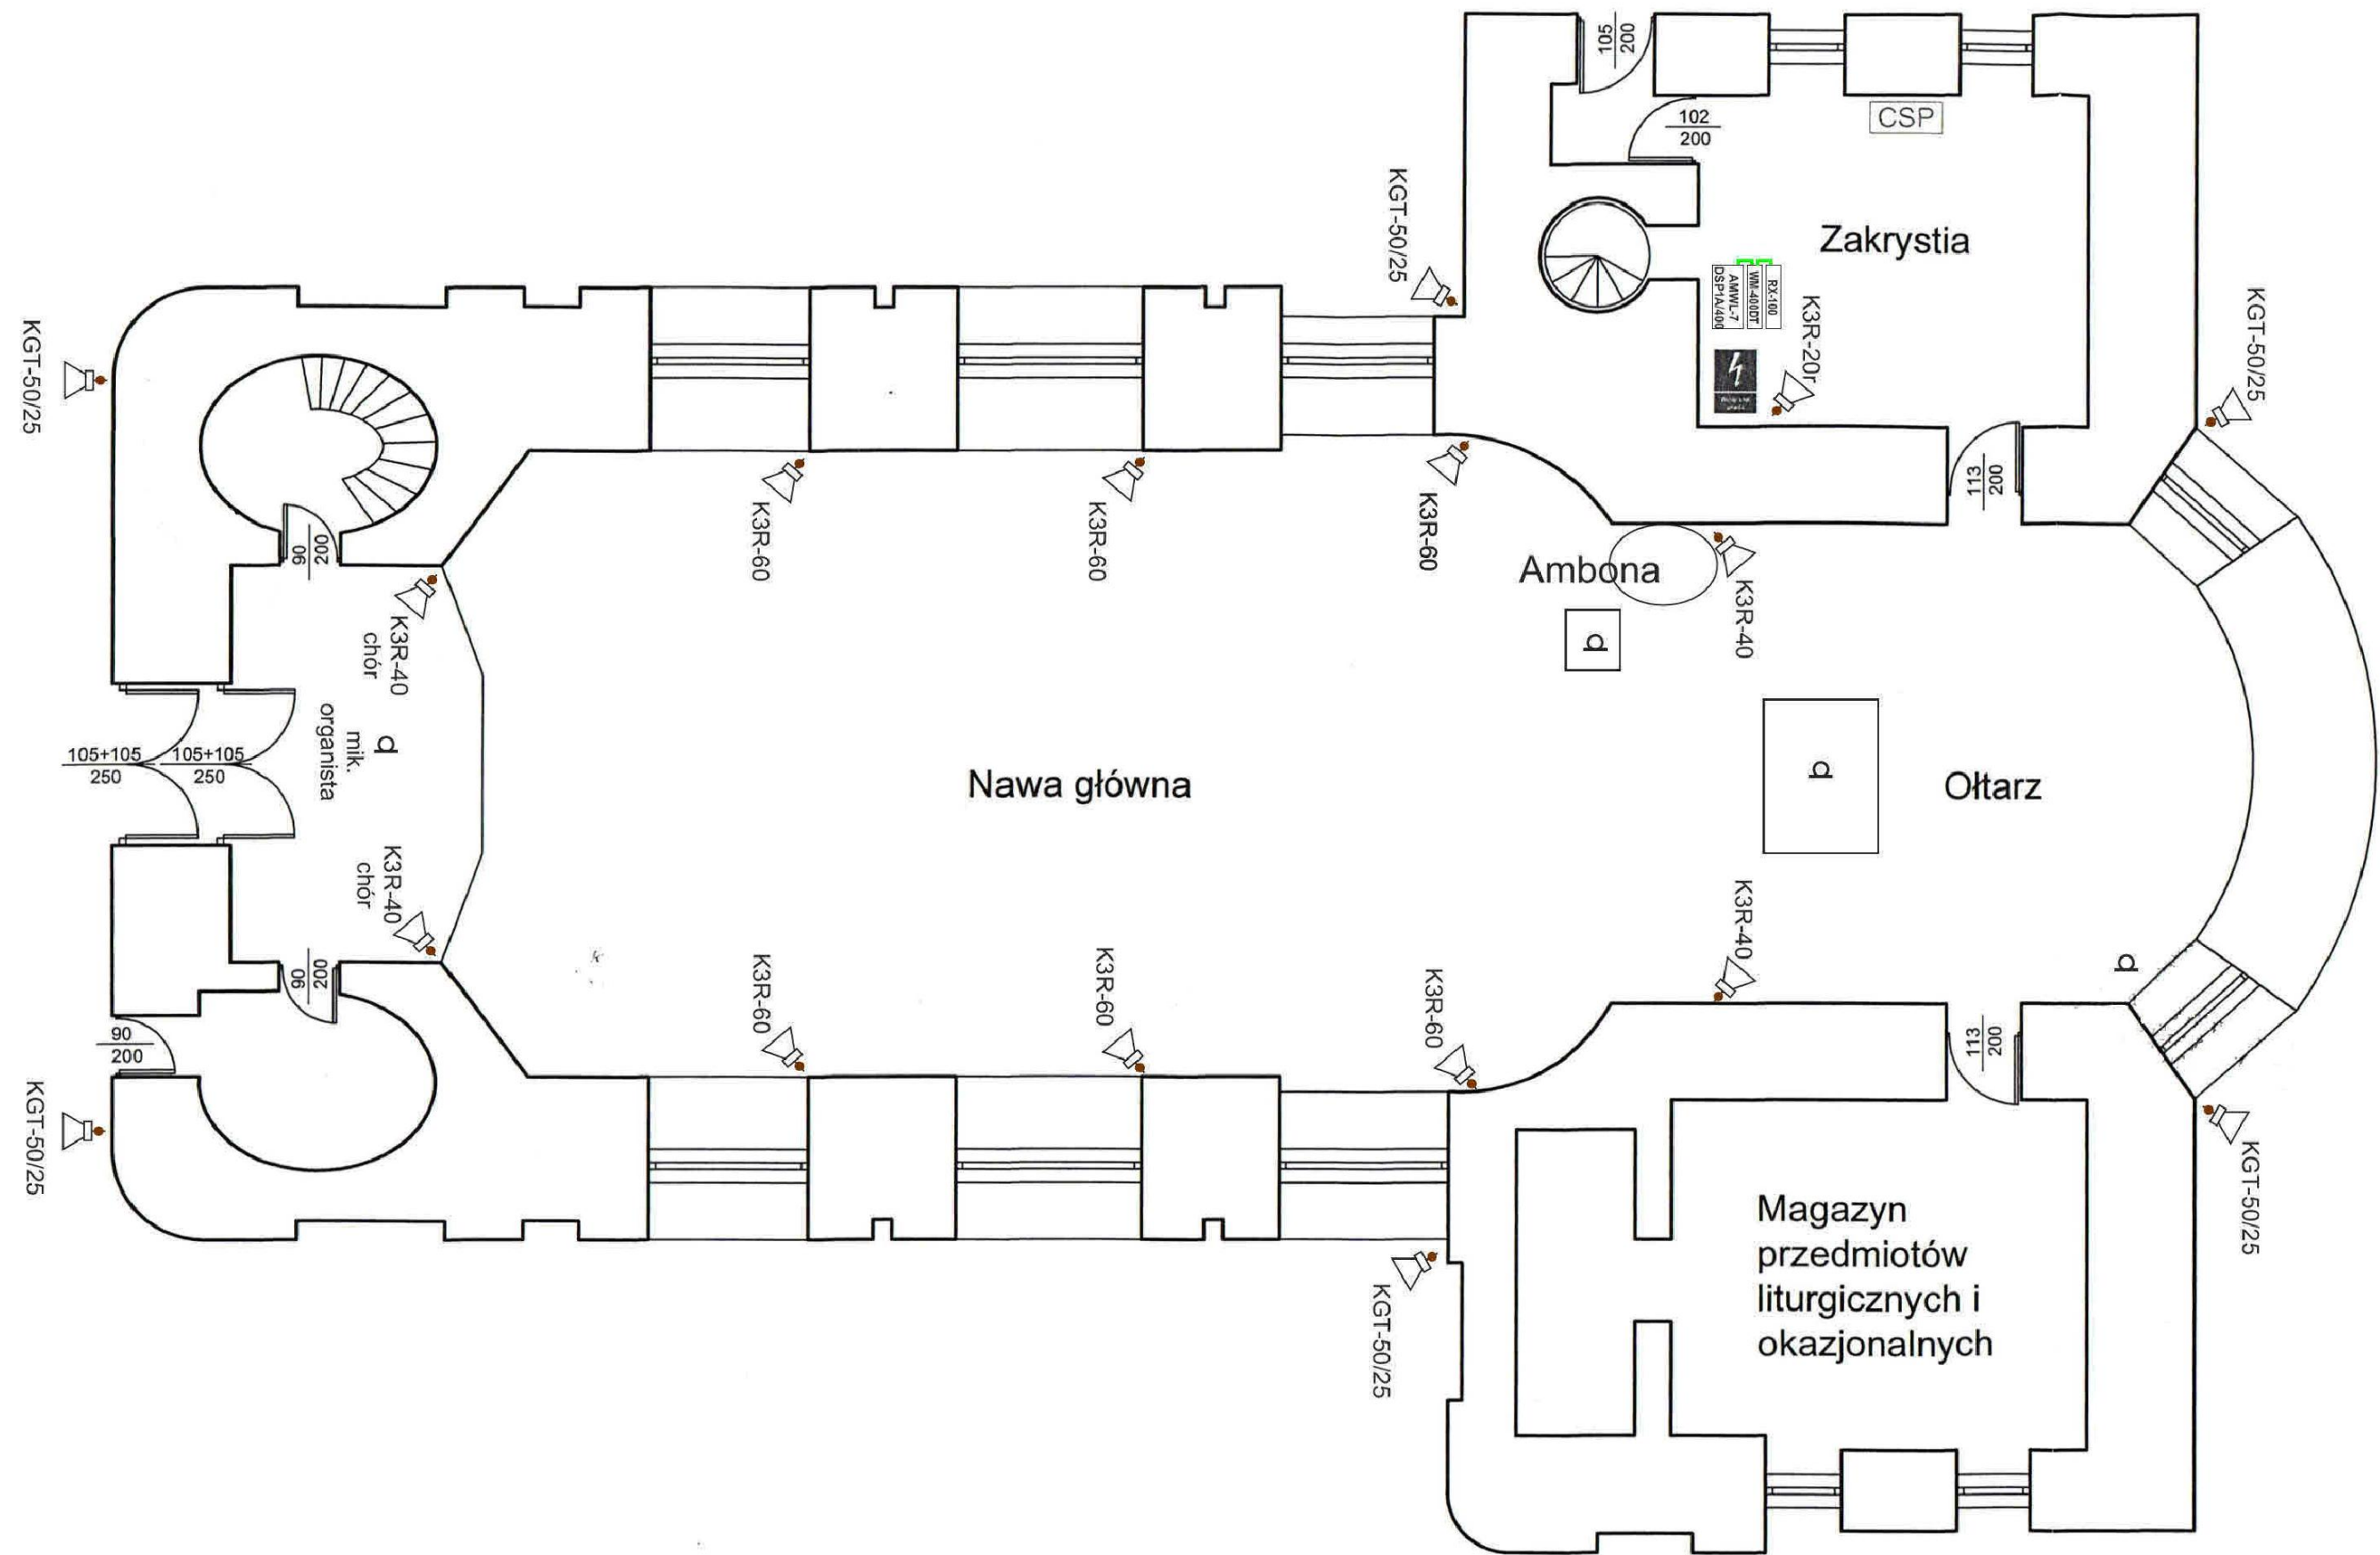 105
200
102
200
CSP
KGT-50/25
Zakrystia
RX-100
WM-400DT
AMWL-7
DSP1A/400
K3R-20r
KGT-50/25
KGT-50/25
113
200
K3R-60
K3R-60
K3R-60
Ambona
K3R-40
200
90
K3R-40
chór
mik.
organista
105+105
250
105+105
250
Nawa główna
Ołtarz
K3R-40
chór
K3R-40
200
90
K3R-60
K3R-60
K3R-60
90
200
113
200
KGT-50/25
KGT-50/25
KGT-50/25
Magazyn
przedmiotów
liturgicznych i
okazjonalnych